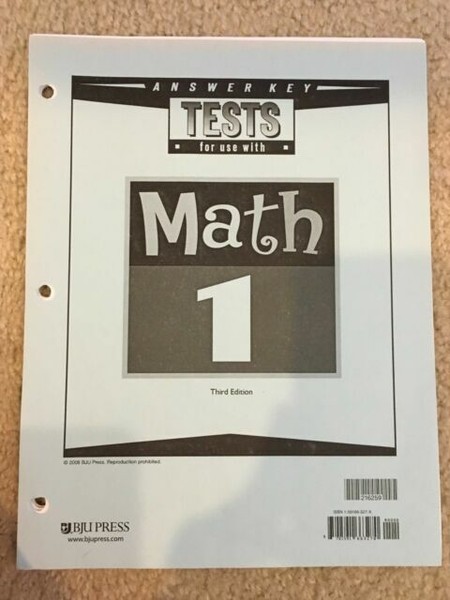 ANSWER KEY
TESTS
for use with
Math
1
Third Edition
© 2008 BJU Press. Reproduction prohibited.
BJU PRESS
www.bjupress.com